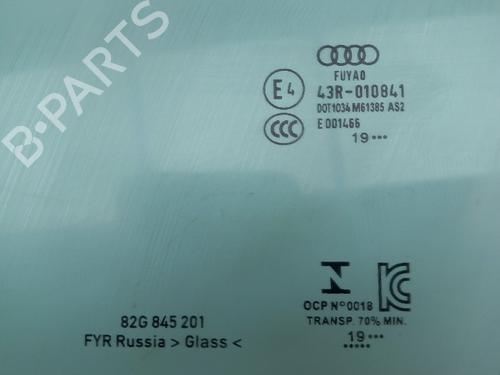 FUYAO
E4
43R-010841
DOT1034 M61385 AS2
CCC
E 001466
19 •••
OCP Nº 0018
TRANSP. 70% MIN.
19 •••
•••••
82G 845 201
FYR Russia > Glass <
B PARTS